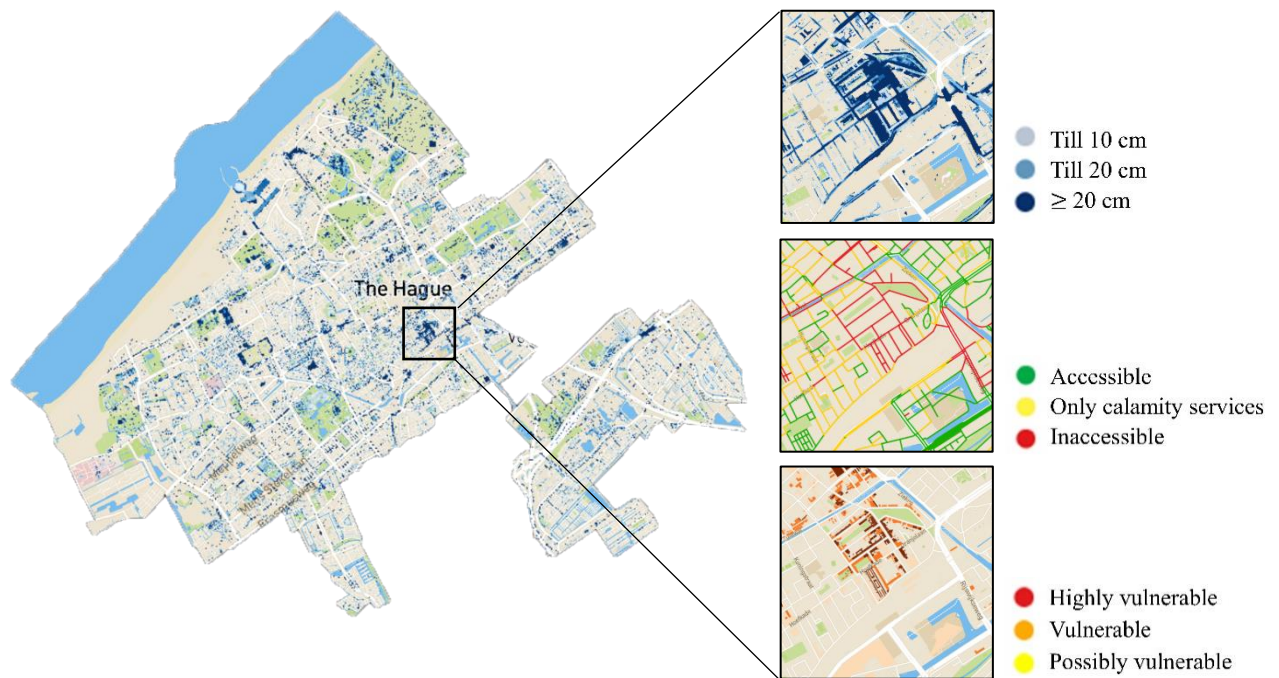 The Hague
Till 10 cm
Till 20 cm
≥ 20 cm
Accessible
Only calamity services
Inaccessible
Highly vulnerable
Vulnerable
Possibly vulnerable